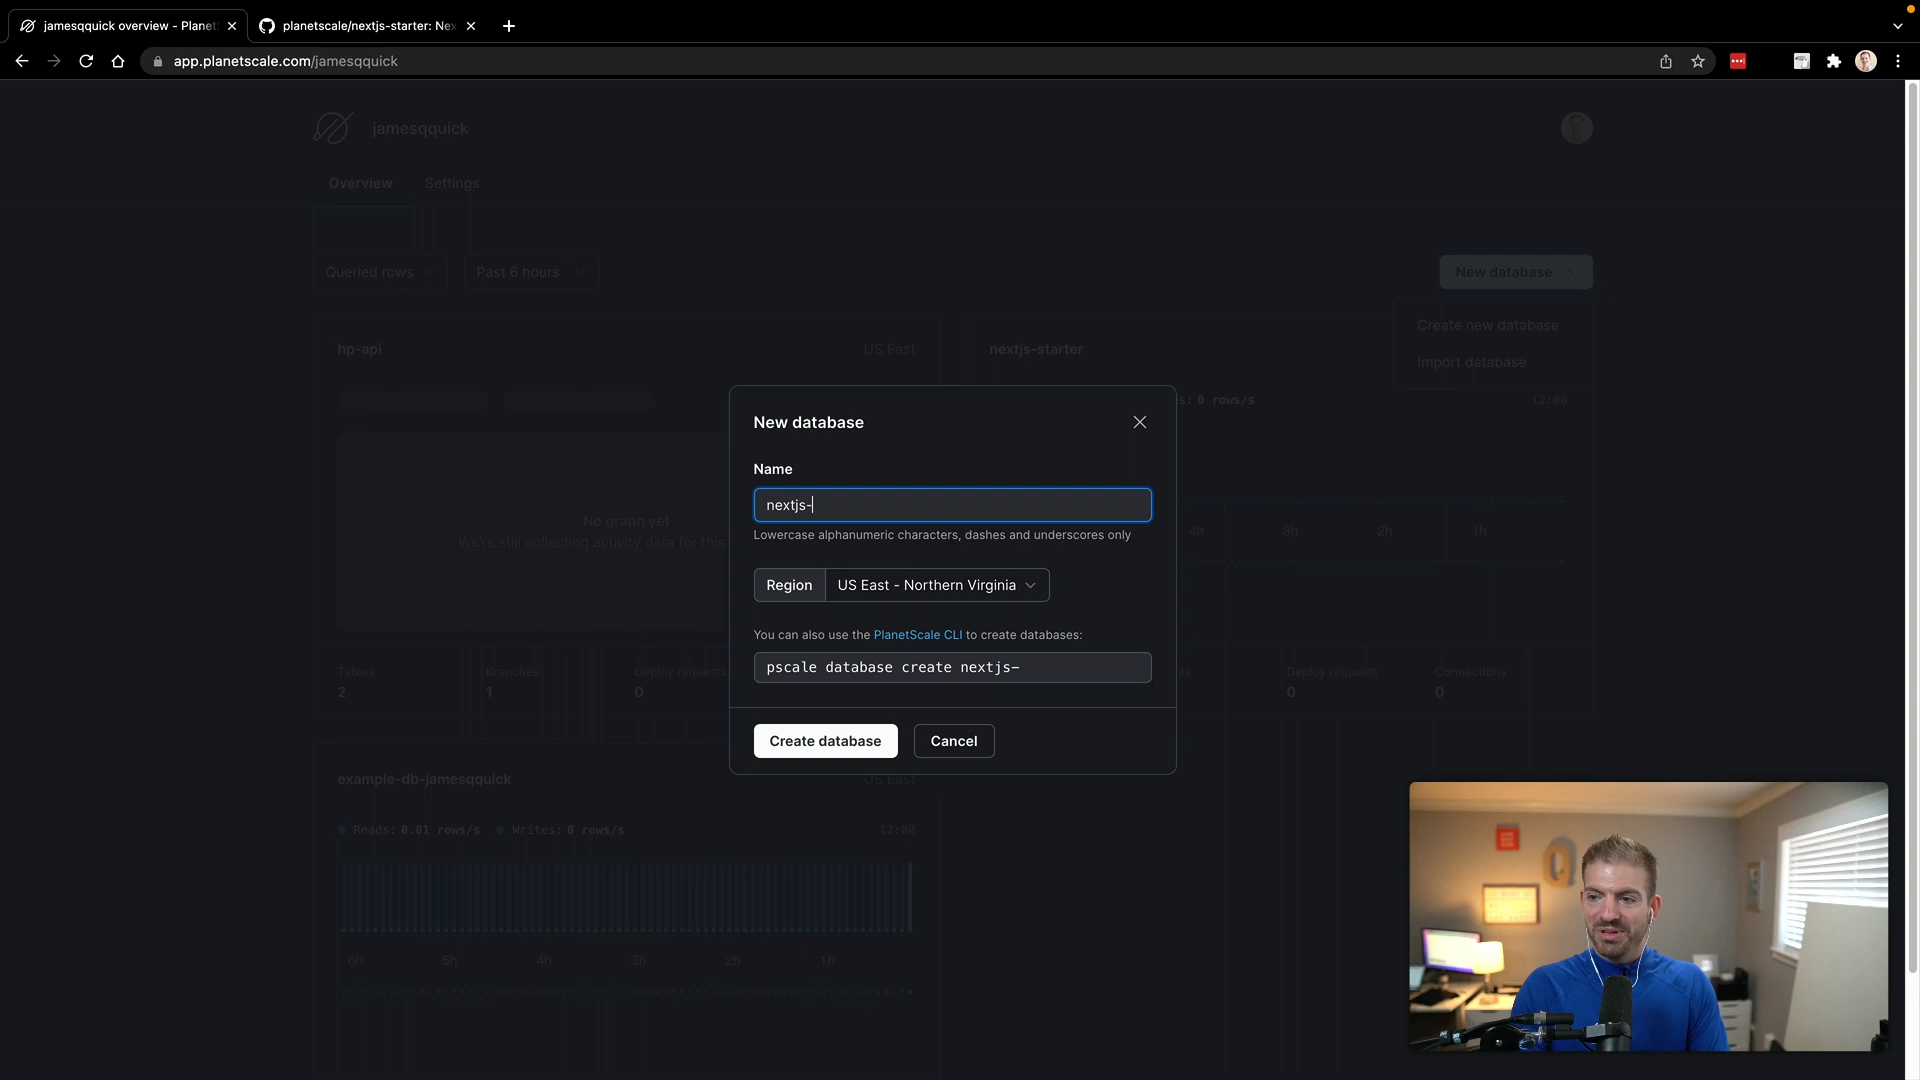 jamesqquick overview - Planet
planetscale/nextjs-starter: Nex
app.planetscale.com/jamesqquick
jamesqquick
Overview
Settings
Queried rows
Past 6 hours
New database
Create new database
Import database
hp-api
US East
nextjs-starter
s: 0 rows/s
12:00
No graph yet
We're still collecting activity data for this
4h
3h
2h
1h
Tables
2
Branches
1
Deploy requests
0
es
Deploy requests
0
Connections
0
New database
Name
nextjs-
Lowercase alphanumeric characters, dashes and underscores only
Region
US East - Northern Virginia
You can also use the PlanetScale CLI to create databases:
pscale database create nextjs-
Create database
Cancel
example-db-jamesqquick
US East
Reads: 0.01 rows/s
Writes: 0 rows/s
12:00
6h
5h
4h
3h
2h
1h